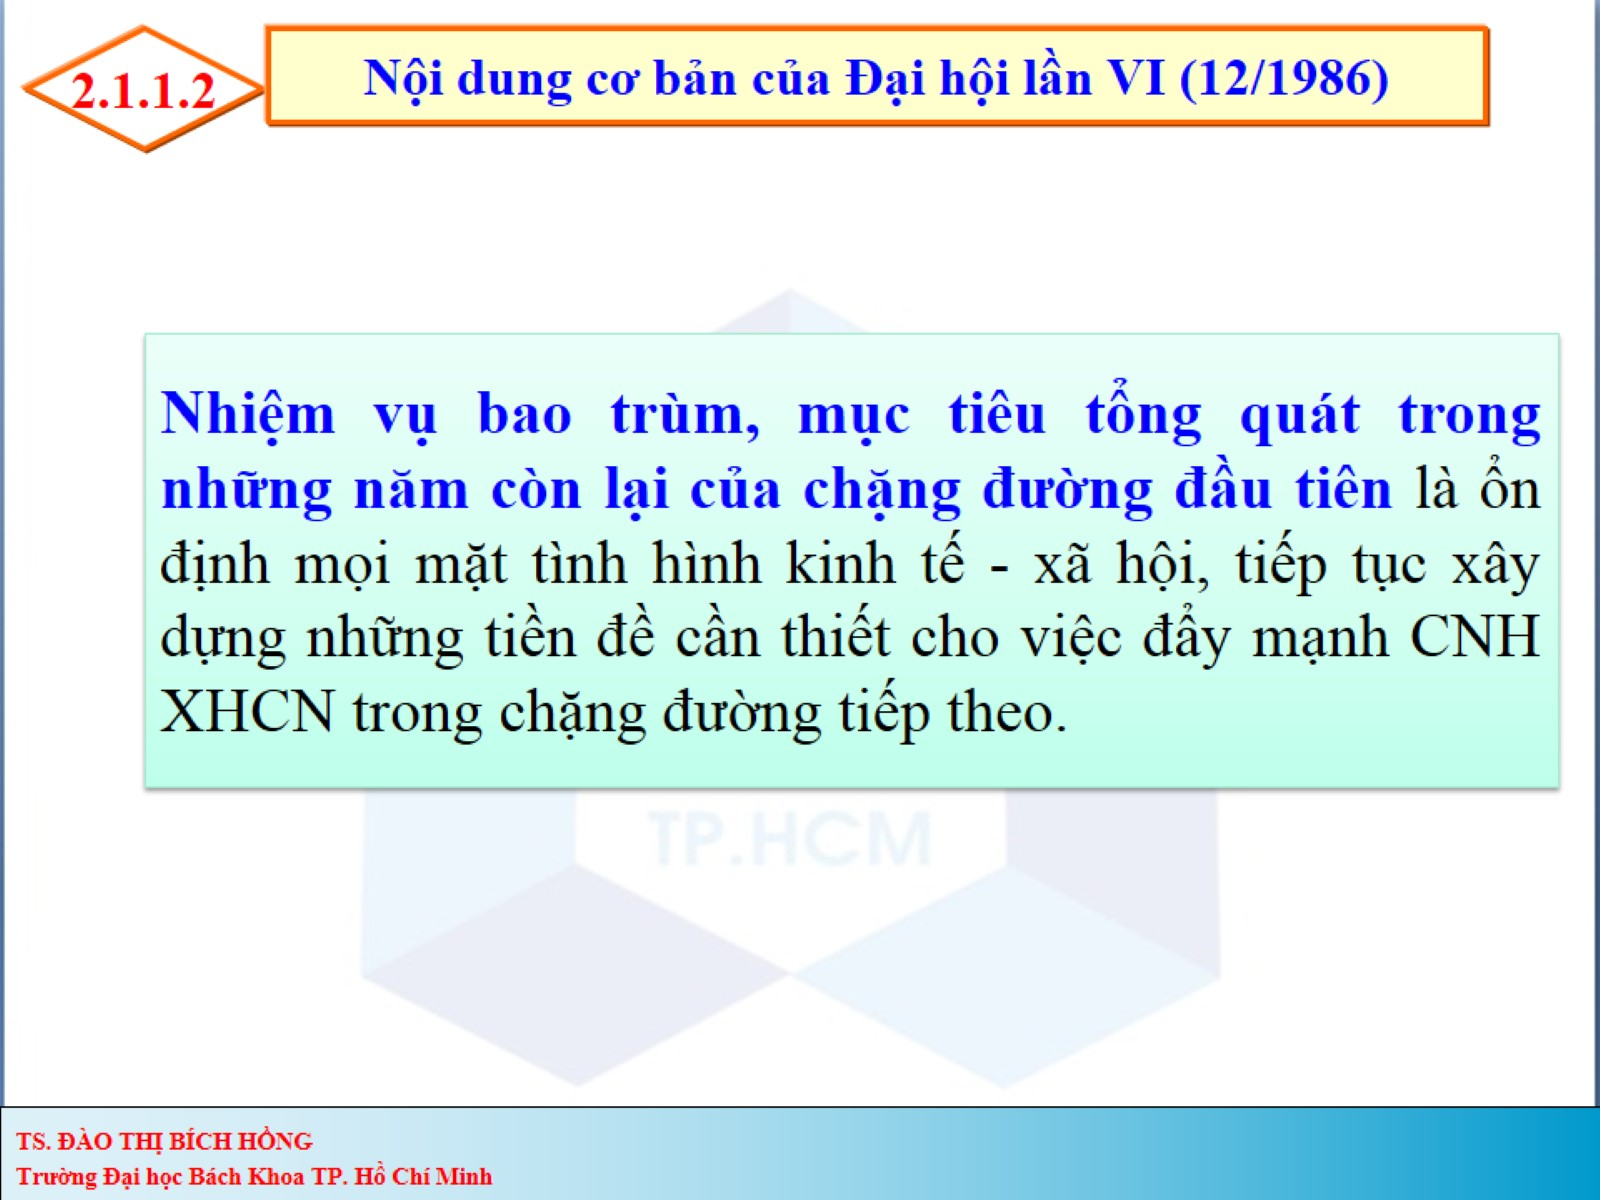 2.1.1.2
Nội dung cơ bản của Đại hội lần VI (12/1986)
Nhiệm vụ bao trùm, mục tiêu tổng quát trong
những năm còn lại của chặng đường đầu tiên là ổn
định mọi mặt tình hình kinh tế - xã hội, tiếp tục xây
dựng những tiền đề cần thiết cho việc đẩy mạnh CNH
XHCN trong chặng đường tiếp theo.
TP.HCM
TS. ĐÀO THỊ BÍCH HỒNG
Trường Đại học Bách Khoa TP. Hồ Chí Minh